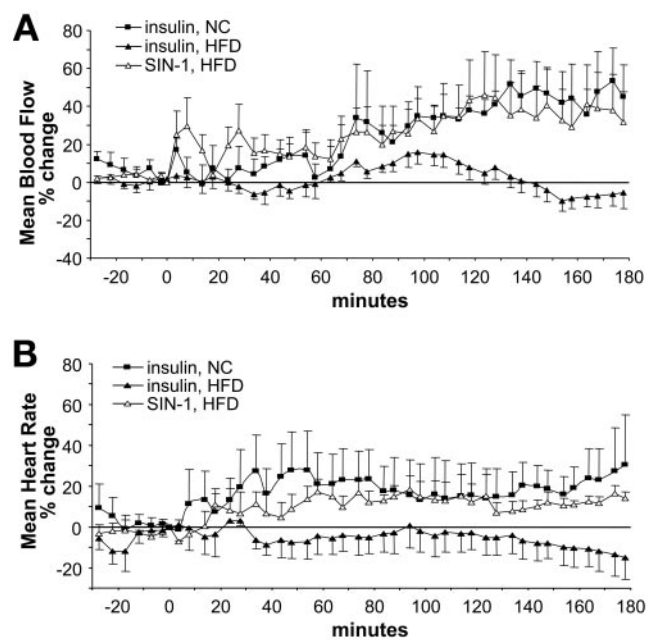 A
insulin, NC
insulin, HFD
SIN-1, HFD
Mean Blood Flow
% change
80
60
40
20
0
-20
-40
-20 0 20 40 60 80 100 120 140 160 180
minutes
B
insulin, NC
insulin, HFD
SIN-1, HFD
Mean Heart Rate
% change
80
60
40
20
0
-20
-20 0 20 40 60 80 100 120 140 160 180
minutes